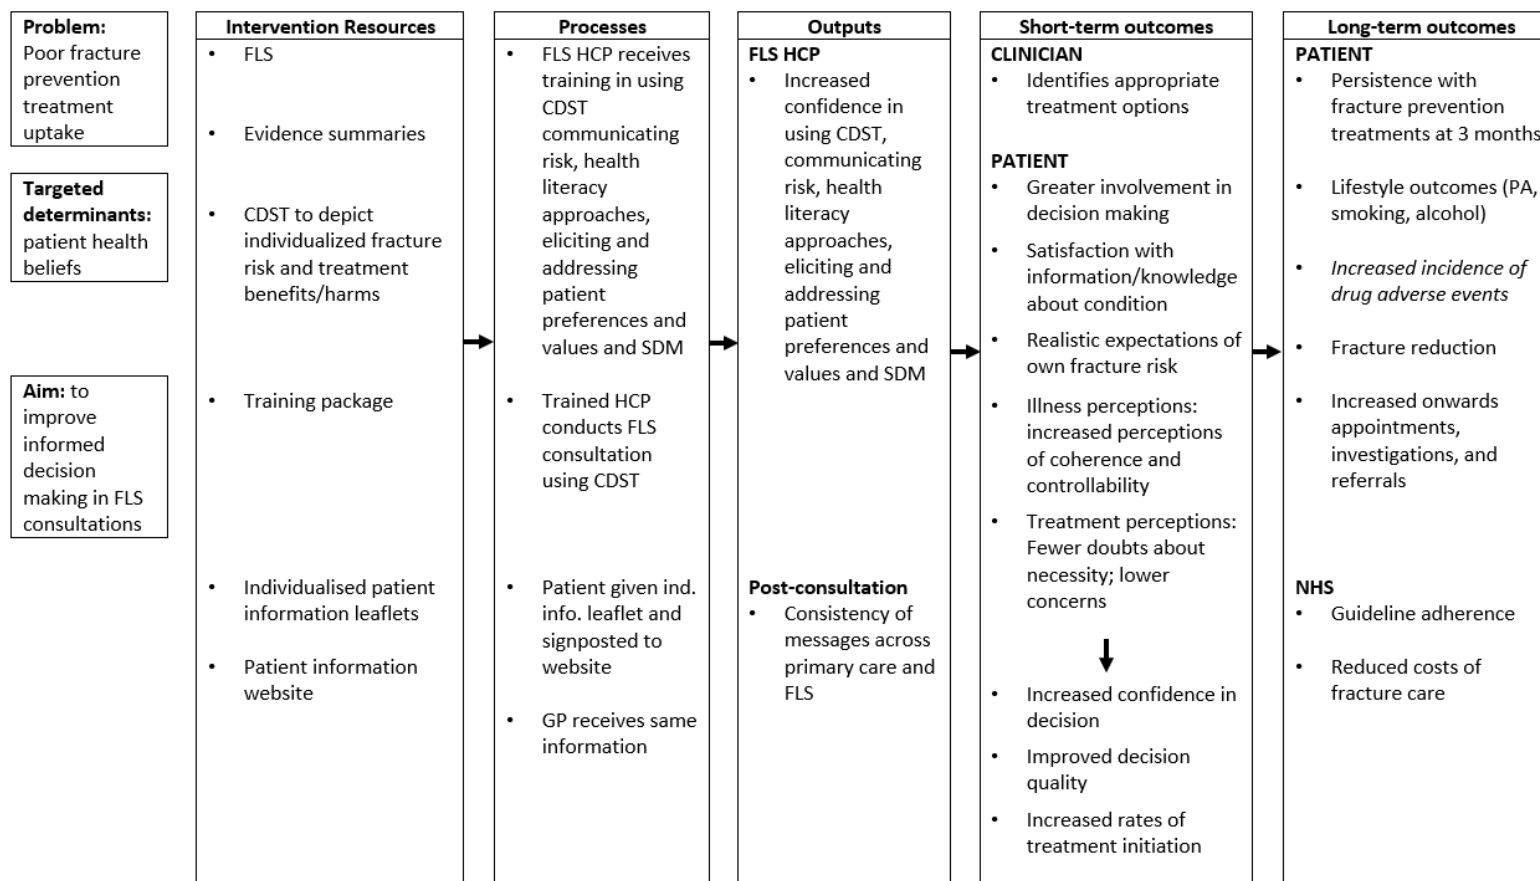 Problem:
Poor fracture
prevention
treatment
uptake
Targeted
determinants:
patient health
beliefs
Aim: to
improve
informed
decision
making in FLS
consultations
Intervention Resources
• FLS
• Evidence summaries
• CDST to depict
individualized fracture
risk and treatment
benefits/harms
• Training package
• Individualised patient
information leaflets
• Patient information
website
Processes
• FLS HCP receives
training in using
CDST
communicating
risk, health
literacy
approaches,
eliciting and
addressing
patient
preferences and
values and SDM
• Trained HCP
conducts FLS
consultation
using CDST
• Patient given ind.
info. leaflet and
signposted to
website
• GP receives same
information
Outputs
FLS HCP
• Increased
confidence in
using CDST,
communicating
risk, health
literacy
approaches,
eliciting and
addressing
patient
preferences and
values and SDM
Post-consultation
• Consistency of
messages across
primary care and
FLS
Short-term outcomes
CLINICIAN
• Identifies appropriate
treatment options
PATIENT
• Greater involvement in
decision making
• Satisfaction with
information/knowledge
about condition
• Realistic expectations of
own fracture risk
• Illness perceptions:
increased perceptions
of coherence and
controllability
• Treatment perceptions:
Fewer doubts about
necessity; lower
concerns
• Increased confidence in
decision
• Improved decision
quality
• Increased rates of
treatment initiation
Long-term outcomes
PATIENT
• Persistence with
fracture prevention
treatments at 3 months
• Lifestyle outcomes (PA,
smoking, alcohol)
• Increased incidence of
drug adverse events
• Fracture reduction
• Increased onwards
appointments,
investigations, and
referrals
NHS
• Guideline adherence
• Reduced costs of
fracture care